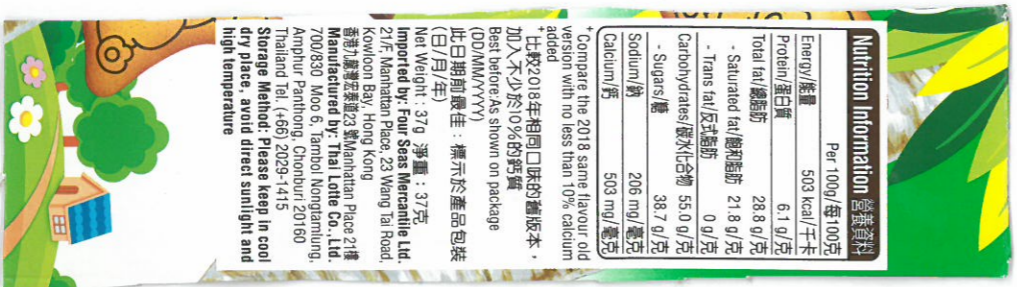 Nutrition Information 營養資料
Per 100g/每100克
Energy/能量 503 kcal/千卡
Protein/蛋白質 6.1 g/克
Total fat/總脂肪 28.8 g/克
- Saturated fat/飽和脂肪 21.8 g/克
- Trans fat/反式脂肪 0 g/克
Carbohydrates/碳水化合物 55.0 g/克
- Sugars/糖 38.7 g/克
Sodium/鈉 206 mg/毫克
Calcium/鈣 503 mg/毫克
+Compare the 2018 same flavour old
version with no less than 10% calcium
added
+比較2018年相同口味的舊版本，
加入不少於10%的鈣質
Best before:As shown on package
(DD/MM/YYYY)
此日期前最佳：標示於產品包裝
(日/月/年)
Net Weight : 37g 淨重：37克
Imported by: Four Seas Mercantile Ltd.
21/F, Manhattan Place, 23 Wang Tai Road,
Kowloon Bay, Hong Kong
香港九龍灣宏泰道23 號Manhattan Place 21樓
Manufactured by: Thai Lotte Co., Ltd.
700/830 Moo 6, Tambol Nongtamlung,
Amphur Panthong, Chonburi 20160
Thailand Tel. (+66) 2029-1415
Storage Method: Please keep in cool
dry place, avoid direct sunlight and
high temperature